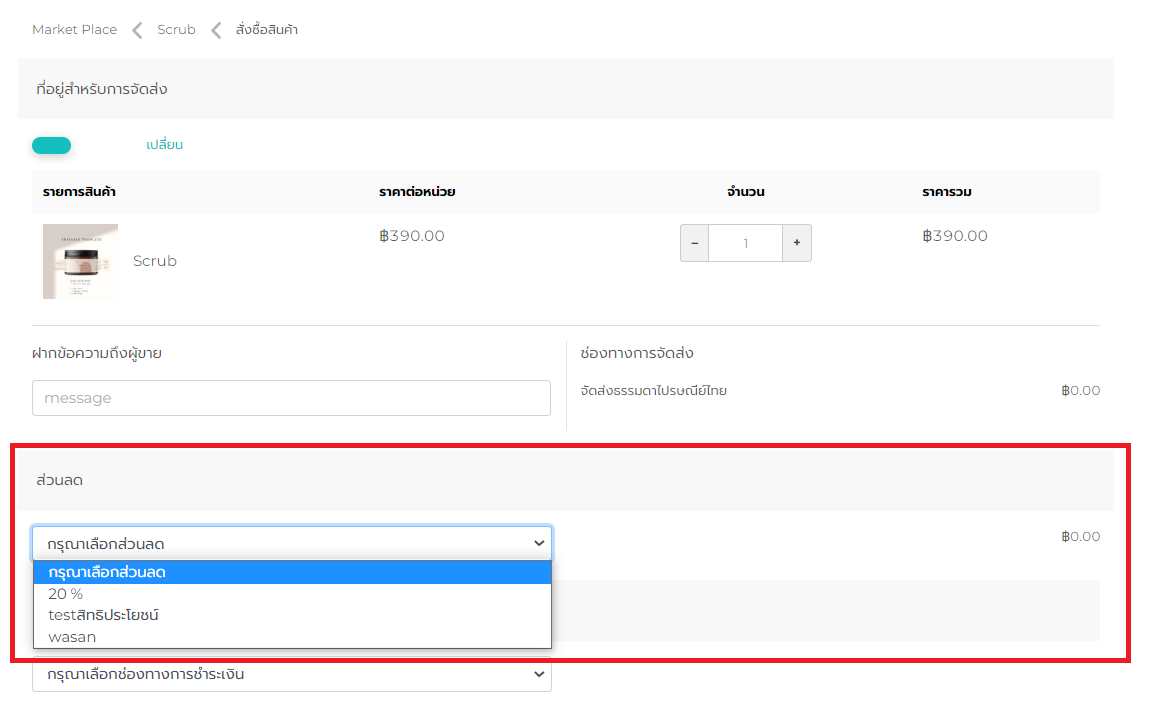 Market Place Scrub สั่งซื้อสินค้า
ที่อยู่สำหรับการจัดส่ง
เปลี่ยน
รายการสินค้า ราคาต่อหน่วย จำนวน ราคารวม
Scrub ฿390.00 - 1 + ฿390.00
ฝากข้อความถึงผู้ขาย
message
ช่องทางการจัดส่ง
จัดส่งธรรมดาไปรษณีย์ไทย ฿0.00
ส่วนลด
กรุณาเลือกส่วนลด ฿0.00
กรุณาเลือกส่วนลด
20 %
testสิทธิประโยชน์
wasan
กรุณาเลือกช่องทางการชำระเงิน